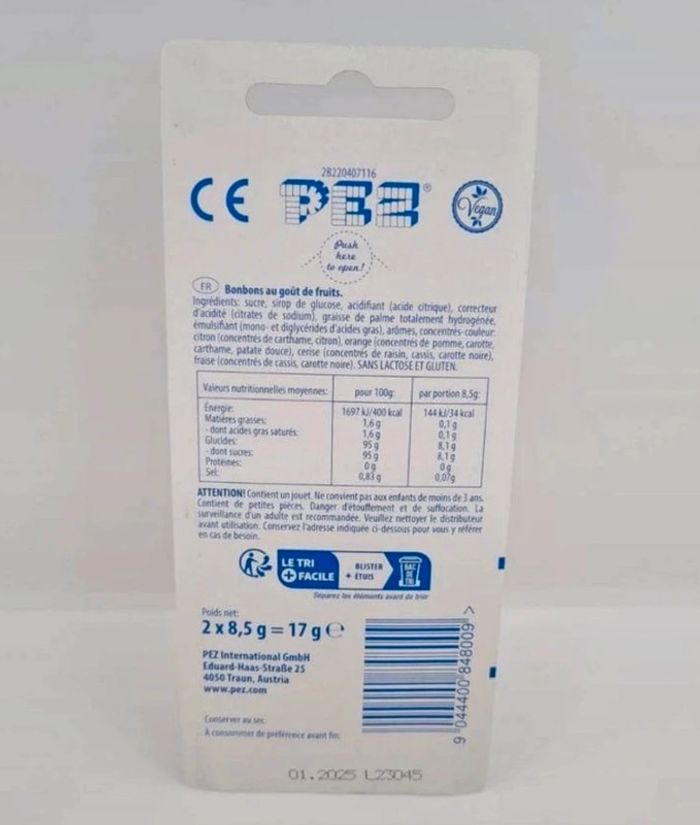 28220407116
CE PEZ® Vegan
Push
here
to open!
FR Bonbons au goût de fruits.
Ingrédients: sucre, sirop de glucose, acidifiant (acide citrique), correcteur
d'acidité (citrates de sodium), graisse de palme totalement hydrogénée,
émulsifiant (mono- et diglycérides d'acides gras), arômes, concentrés-couleur:
citron (concentrés de carthame, citron), orange (concentrés de pomme, carotte,
carthame, patate douce), cerise (concentrés de raisin, cassis, carotte noire),
fraise (concentrés de cassis, carotte noire). SANS LACTOSE ET GLUTEN.
Valeurs nutritionnelles moyennes: pour 100g: par portion 8,5g:
Énergie: 1697 kJ/400 kcal 144 kJ/34 kcal
Matières grasses: 1,6 g 0,1 g
- dont acides gras saturés: 1,6 g 0,1 g
Glucides: 95 g 8,1 g
- dont sucres: 95 g 8,1 g
Protéines: 0 g 0 g
Sel: 0,83 g 0,07g
ATTENTION! Contient un jouet. Ne convient pas aux enfants de moins de 3 ans.
Contient de petites pièces. Danger d'étouffement et de suffocation. La
surveillance d'un adulte est recommandée. Veuillez nettoyer le distributeur
avant utilisation. Conservez l'adresse indiquée ci-dessous pour vous y référer
en cas de besoin.
LE TRI
+ FACILE
BLISTER
+ ÉTUIS
BAC
DE
TRI
Séparez les éléments avant de trier
Poids net:
2 x 8,5 g = 17 g ℮
PEZ International GmbH
Eduard-Haas-Straße 25
4050 Traun, Austria
www.pez.com
9 044400 848009 >
Conserver au sec.
À consommer de préférence avant fin:
01.2025 L23045